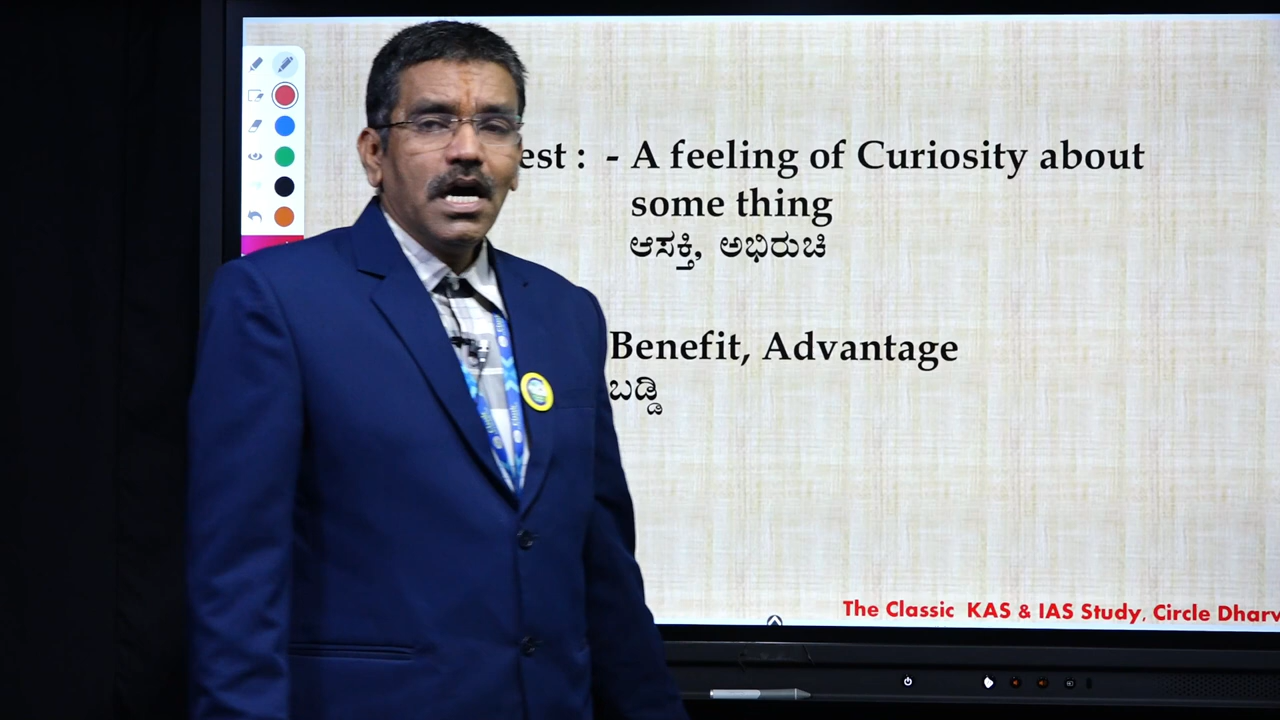 est : - A feeling of Curiosity about
some thing
ಆಸಕ್ತಿ, ಅಭಿರುಚಿ
Benefit, Advantage
ಬಡ್ಡಿ
The Classic KAS & IAS Study, Circle Dharv